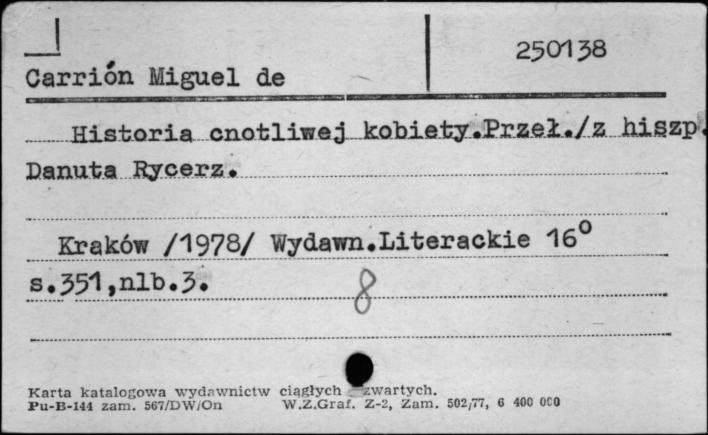 250138
Carrión Miguel de
Historia cnotliwej kobiety.Przeł./z hiszp.
Danuta Rycerz.
Kraków /1978/ Wydawn.Literackie 16°
s.351,nlb.3.
8
Karta katalogowa wydawnictw ciągłych zwartych.
Pu-B-144 zam. 567/DW/On W.Z.Graf. Z-2, Zam. 502/77, 6 400 000